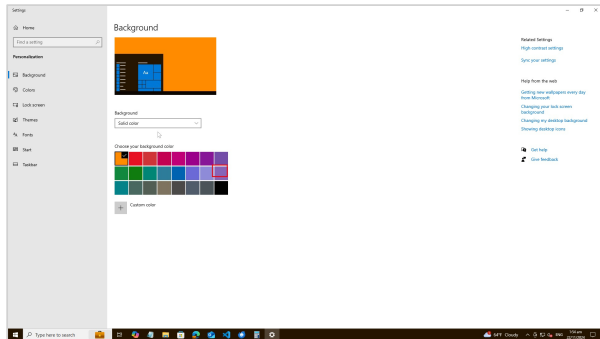 Settings
Home
Find a setting
Personalization
Background
Colors
Lock screen
Themes
Fonts
Start
Taskbar
Background
Aa
Background
Solid color
Choose your background color
Custom color
Related Settings
High contrast settings
Sync your settings
Help from the web
Getting new wallpapers every day
from Microsoft
Changing your lock screen
background
Changing my desktop background
Showing desktop icons
Get help
Give feedback
Type here to search
84°F Cloudy
ENG